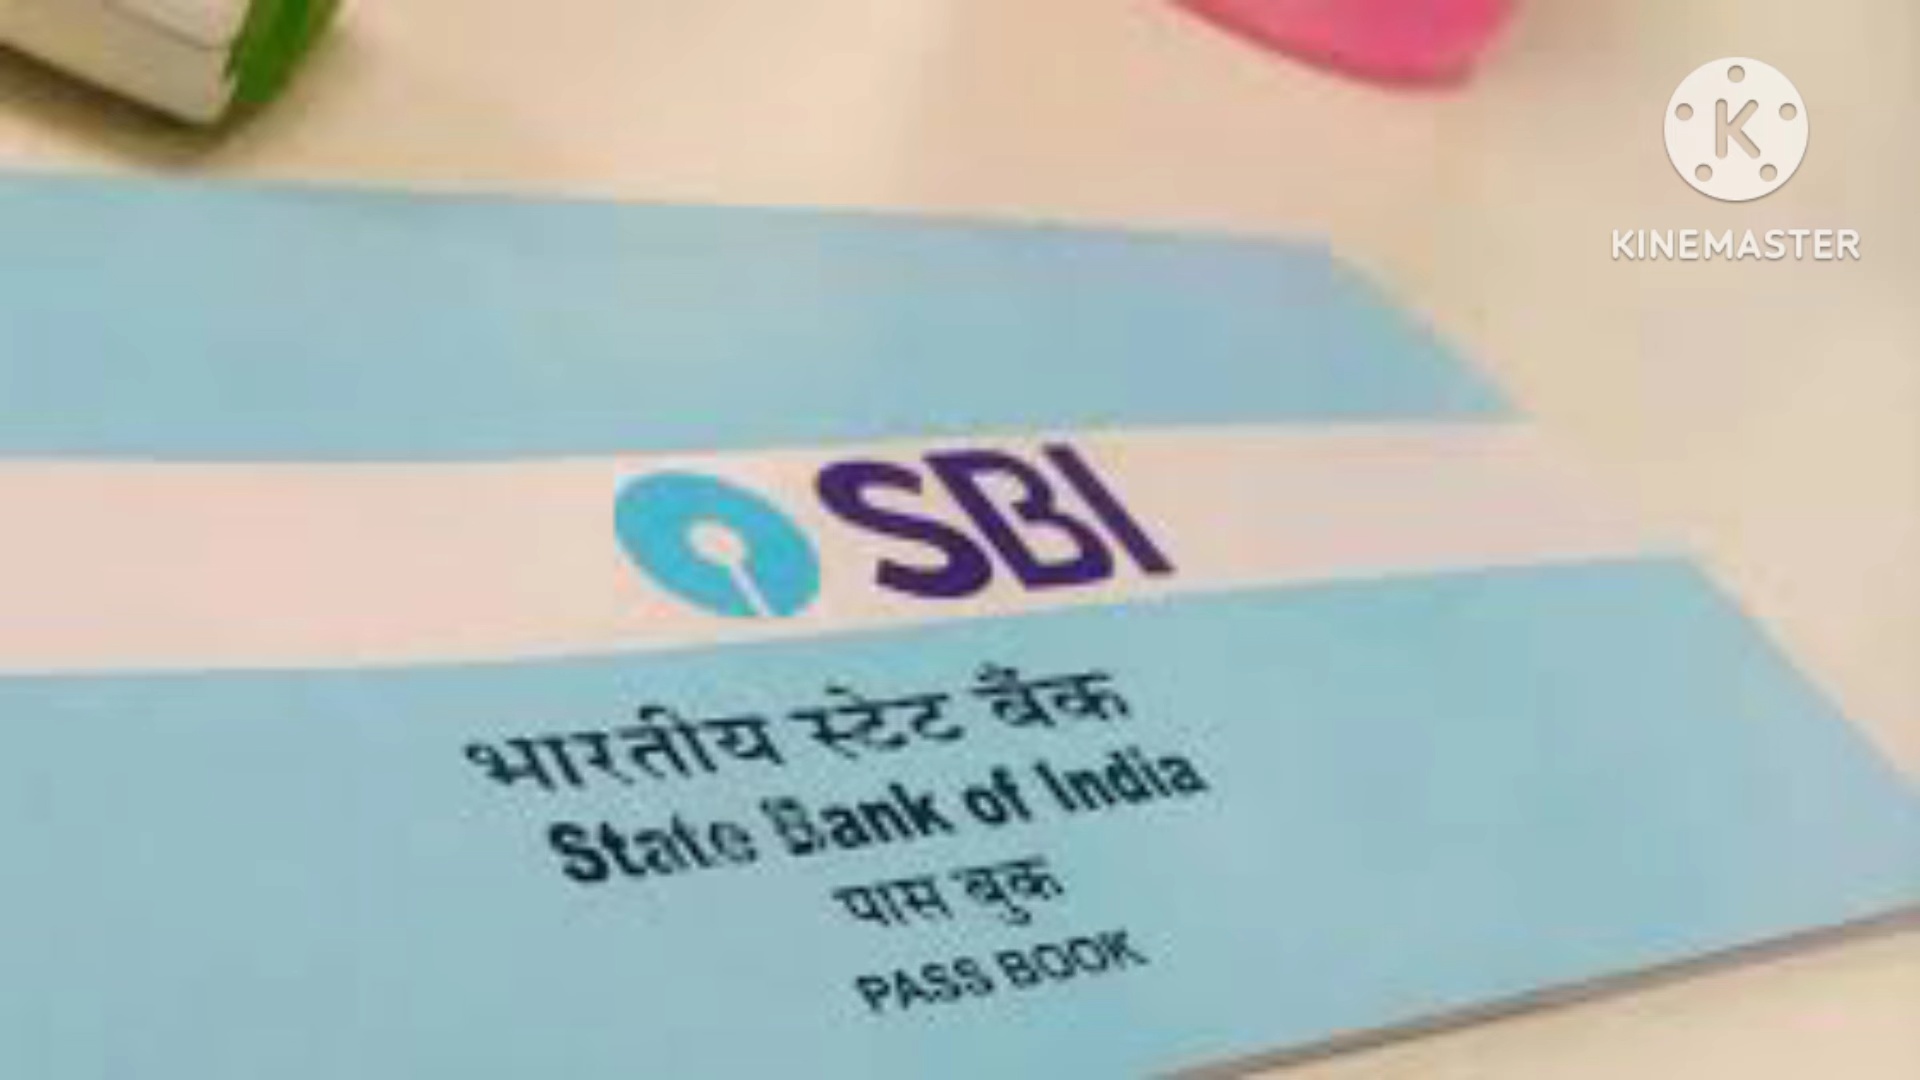 K
KINEMASTER
SBI
भारतीय स्टेट बैंक
State Bank of India
पास बुक
PASS BOOK